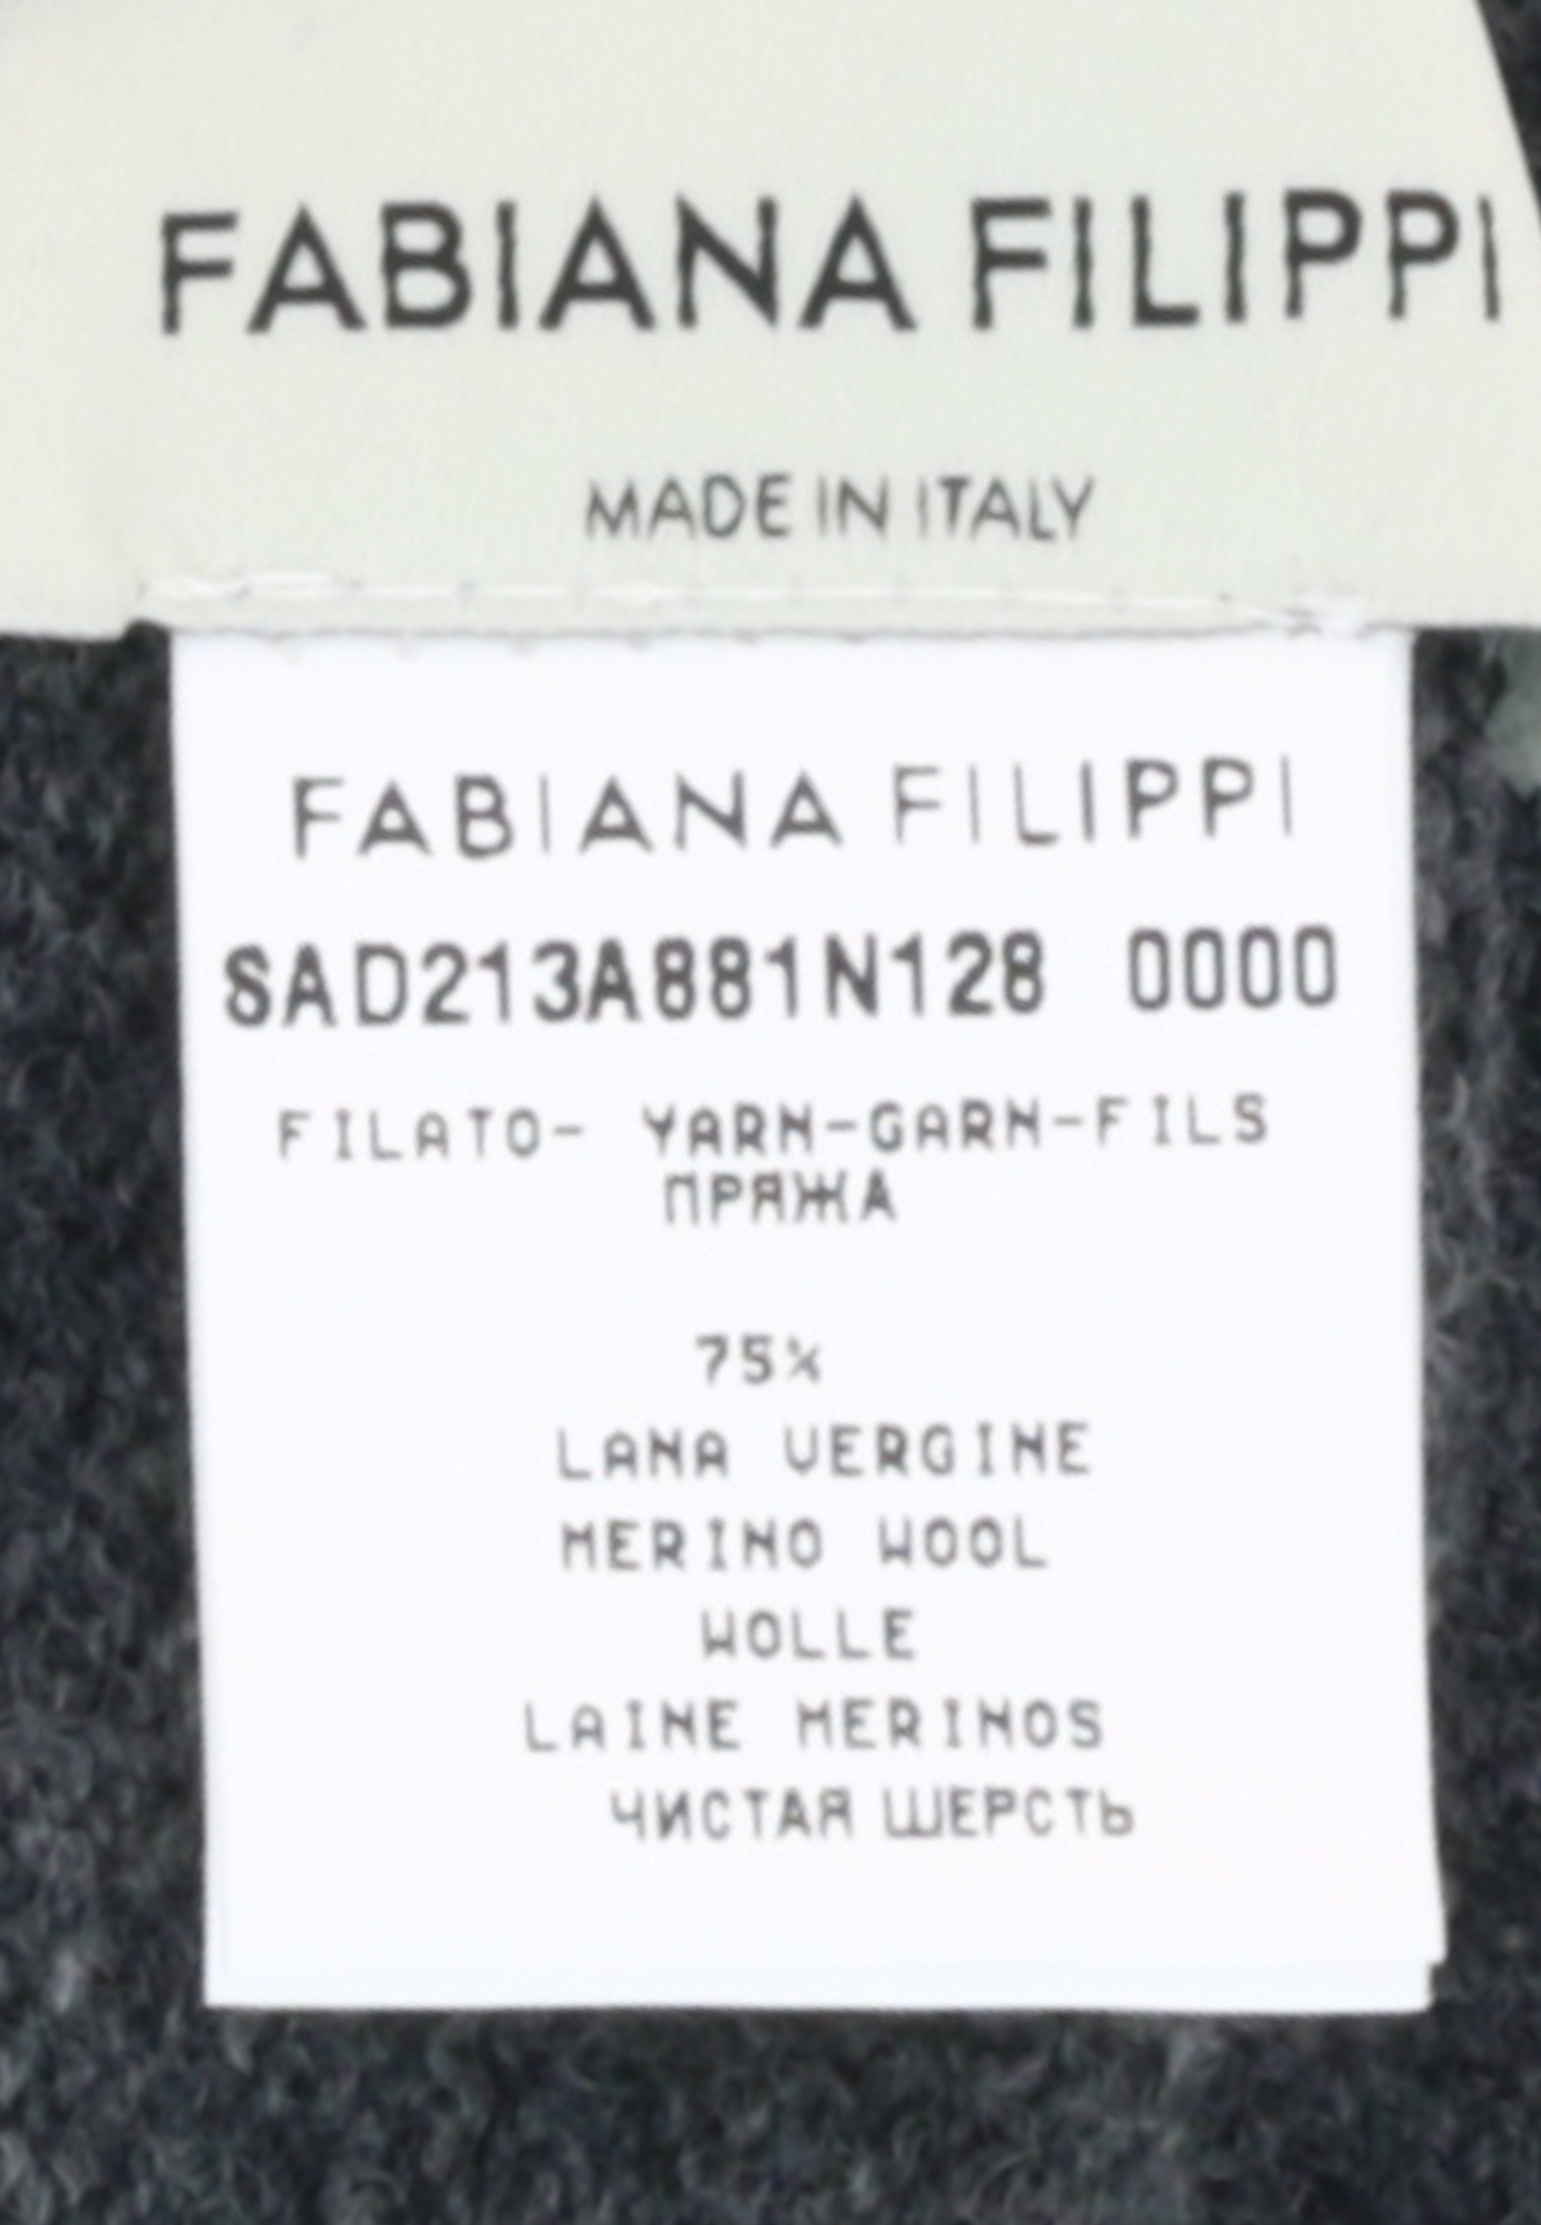 FABIANA FILIPPI
MADE IN ITALY
FABIANA FILIPPI
SAD213A881N128 0000
FILATO- YARN-GARN-FILS
ПРЯЖА
75%
LANA VERGINE
MERINO WOOL
WOLLE
LAINE MERINOS
ЧИСТАЯ ШЕРСТЬ